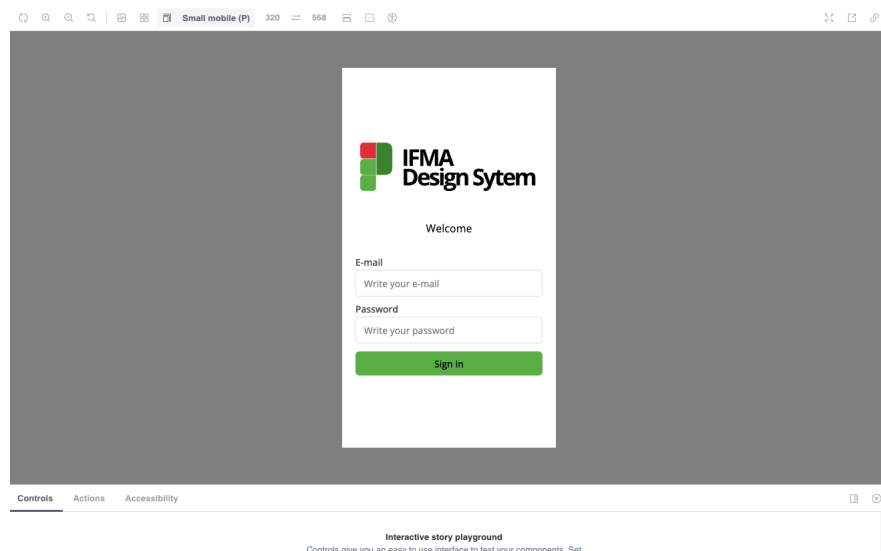 Small mobile (P) 320 568
IFMA
Design Sytem
Welcome
E-mail
Write your e-mail
Password
Write your password
Sign in
Controls Actions Accessibility
Interactive story playground
Controls give you an easy to use interface to test your components. Set